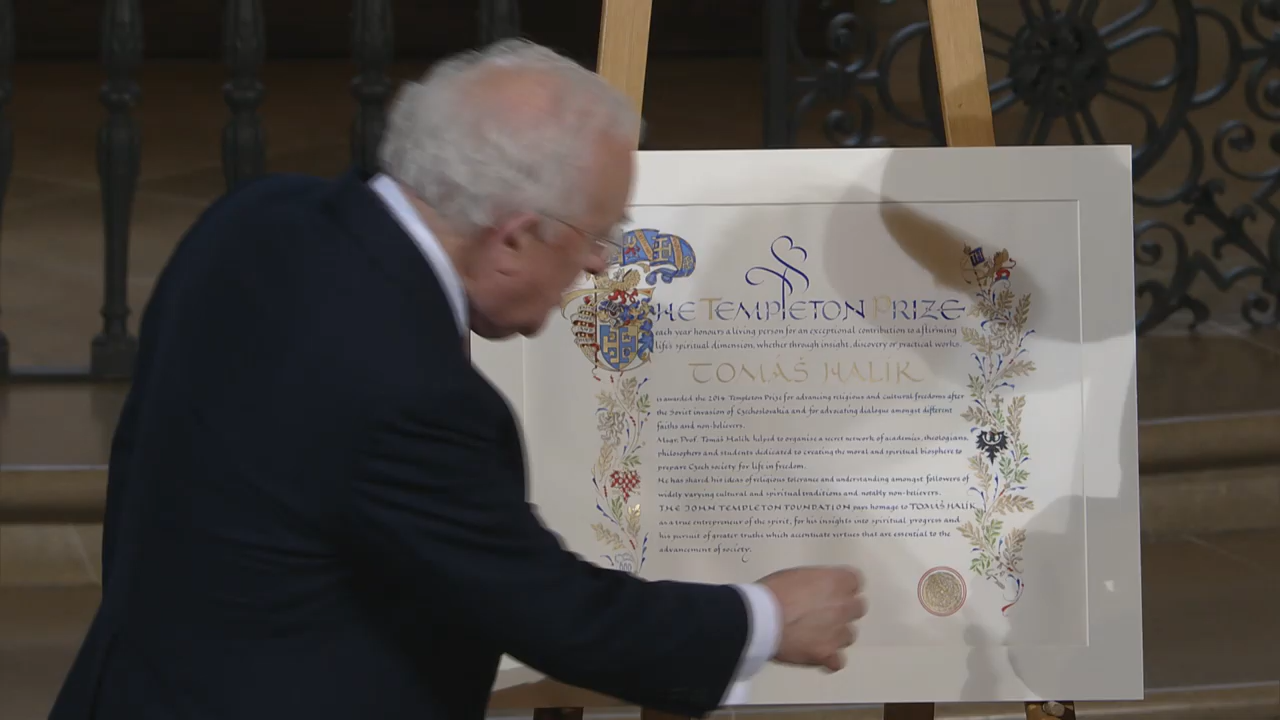 THE TEMPLETON PRIZE
each year honours a living person for an exceptional contribution to affirming
life's spiritual dimension, whether through insight, discovery or practical works.
TOMÁŠ HALÍK
is awarded the 2014 Templeton Prize for advancing religious and cultural freedoms after
the Soviet invasion of Czechoslovakia and for advocating dialogue amongst different
faiths and non-believers.
Msgr. Prof. Tomáš Halík helped to organise a secret network of academics, theologians,
philosophers and students dedicated to creating the moral and spiritual biosphere to
prepare Czech society for life in freedom.
He has shared his ideas of religious tolerance and understanding amongst followers of
widely varying cultural and spiritual traditions and notably non-believers.
THE JOHN TEMPLETON FOUNDATION pays homage to TOMÁŠ HALÍK
as a true entrepreneur of the spirit, for his insights into spiritual progress and
his pursuit of greater truths which accentuate virtues that are essential to the
advancement of society.